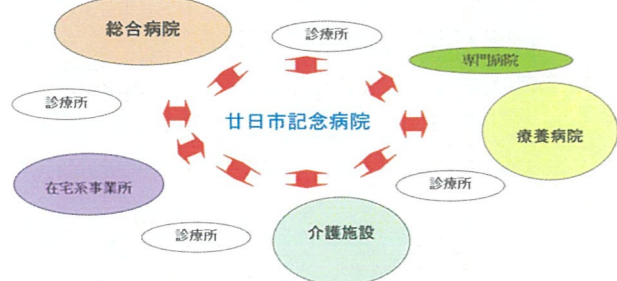 総合病院
診療所
専門病院
診療所
廿日市記念病院
療養病院
在宅系事業所
診療所
診療所
介護施設